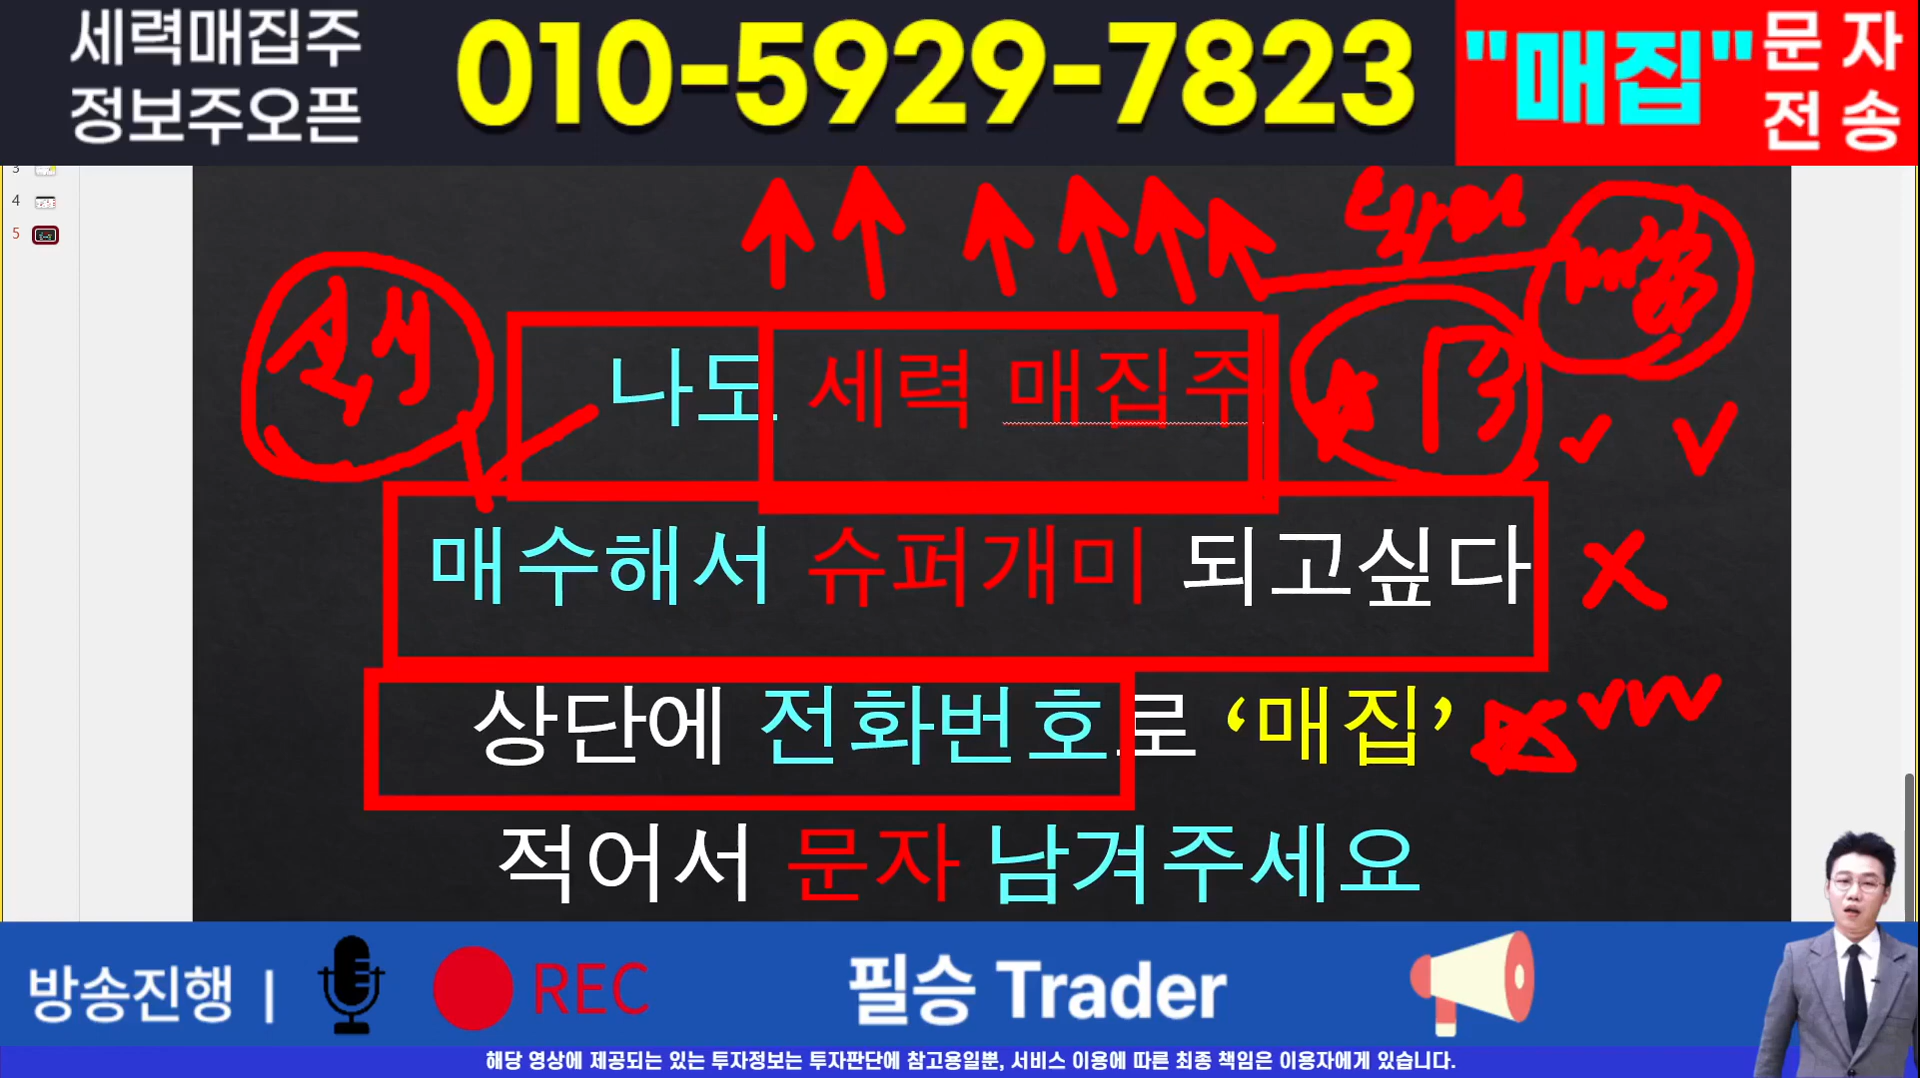 세력매집주
정보주오픈
010-5929-7823
"매집"
문자
전송
3
4
5
나도 세력 매집주
매수해서 슈퍼개미 되고싶다
상단에 전화번호로 ‘매집’
적어서 문자 남겨주세요
방송진행 |
REC
필승 Trader
해당 영상에 제공되는 있는 투자정보는 투자판단에 참고용일뿐, 서비스 이용에 따른 최종 책임은 이용자에게 있습니다.